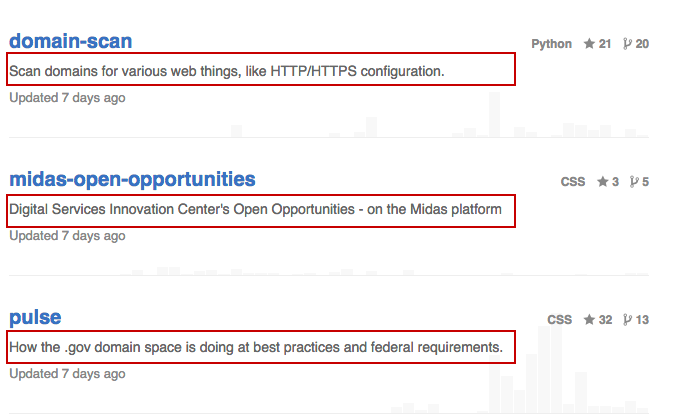 domain-scan
Python 21 20
Scan domains for various web things, like HTTP/HTTPS configuration.
Updated 7 days ago
midas-open-opportunities
CSS 3 5
Digital Services Innovation Center's Open Opportunities - on the Midas platform
Updated 7 days ago
pulse
CSS 32 13
How the .gov domain space is doing at best practices and federal requirements.
Updated 7 days ago